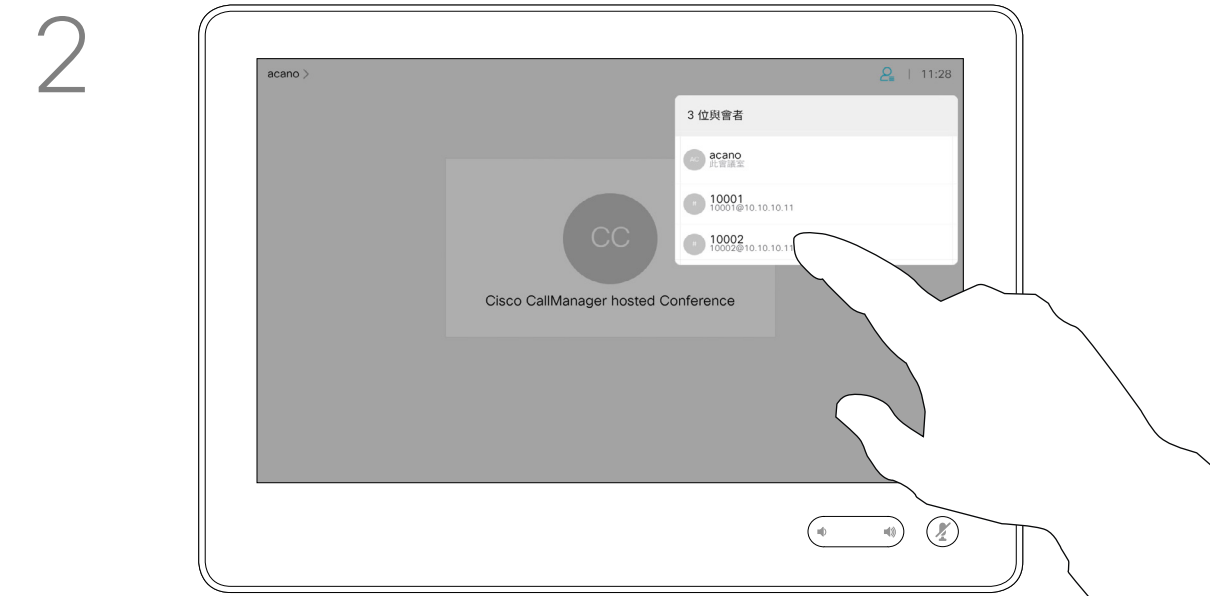 2
acano >
11:28
3 位與會者
AC
acano
此會議室
#
10001
10001@10.10.10.11
#
10002
10002@10.10.10.11
CC
Cisco CallManager hosted Conference